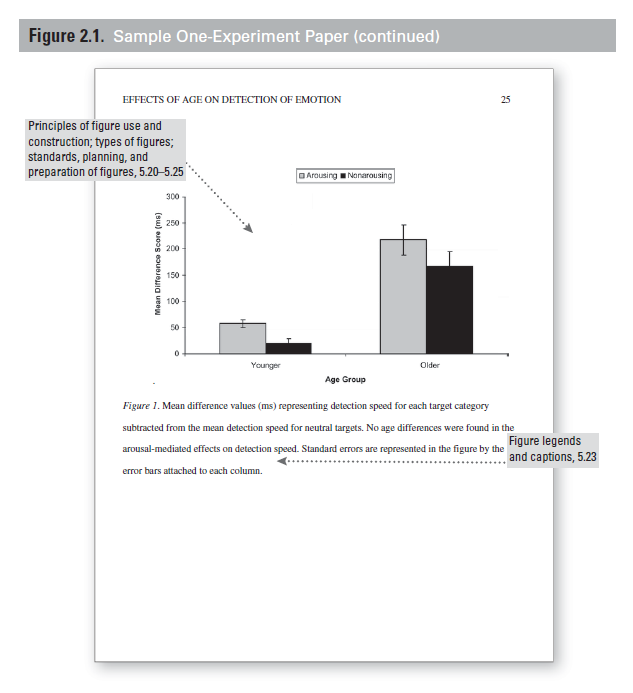 Figure 2.1. Sample One-Experiment Paper (continued)
EFFECTS OF AGE ON DETECTION OF EMOTION 25
Principles of figure use and
construction; types of figures;
standards, planning, and
preparation of figures, 5.20–5.25
Arousing Nonarousing
Mean Difference Score (ms)
300
250
200
150
100
50
0
Younger Older
Age Group
Figure 1. Mean difference values (ms) representing detection speed for each target category
subtracted from the mean detection speed for neutral targets. No age differences were found in the
arousal-mediated effects on detection speed. Standard errors are represented in the figure by the
error bars attached to each column.
Figure legends
and captions, 5.23